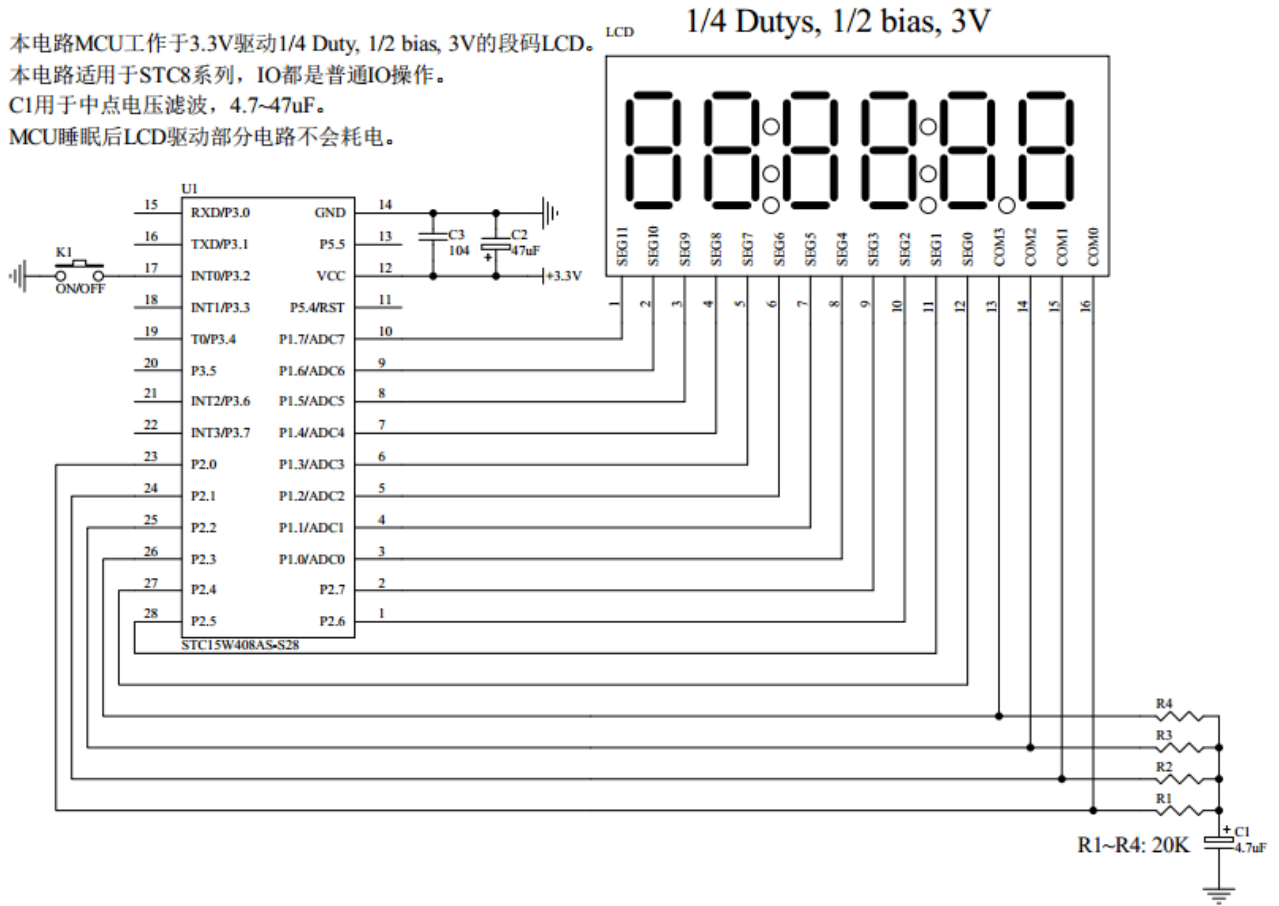 1/4 Dutys, 1/2 bias, 3V
本电路MCU工作于3.3V驱动1/4 Duty, 1/2 bias, 3V的段码LCD。
本电路适用于STC8系列，IO都是普通IO操作。
C1用于中点电压滤波，4.7~47uF。
MCU睡眠后LCD驱动部分电路不会耗电。
LCD
SEG11 SEG10 SEG9 SEG8 SEG7 SEG6 SEG5 SEG4 SEG3 SEG2 SEG1 SEG0 COM3 COM2 COM1 COM0
1 2 3 4 5 6 7 8 9 10 11 12 13 14 15 16
U1
15 RXD/P3.0 GND 14
16 TXD/P3.1 P5.5 13
17 INT0/P3.2 VCC 12
18 INT1/P3.3 P5.4/RST 11
19 T0/P3.4 P1.7/ADC7 10
20 P3.5 P1.6/ADC6 9
21 INT2/P3.6 P1.5/ADC5 8
22 INT3/P3.7 P1.4/ADC4 7
23 P2.0 P1.3/ADC3 6
24 P2.1 P1.2/ADC2 5
25 P2.2 P1.1/ADC1 4
26 P2.3 P1.0/ADC0 3
27 P2.4 P2.7 2
28 P2.5 P2.6 1
STC15W408AS-S28
K1
ON/OFF
C3
104
C2
+
47uF
+3.3V
R4
R3
R2
R1
R1~R4: 20K
+ C1
4.7uF